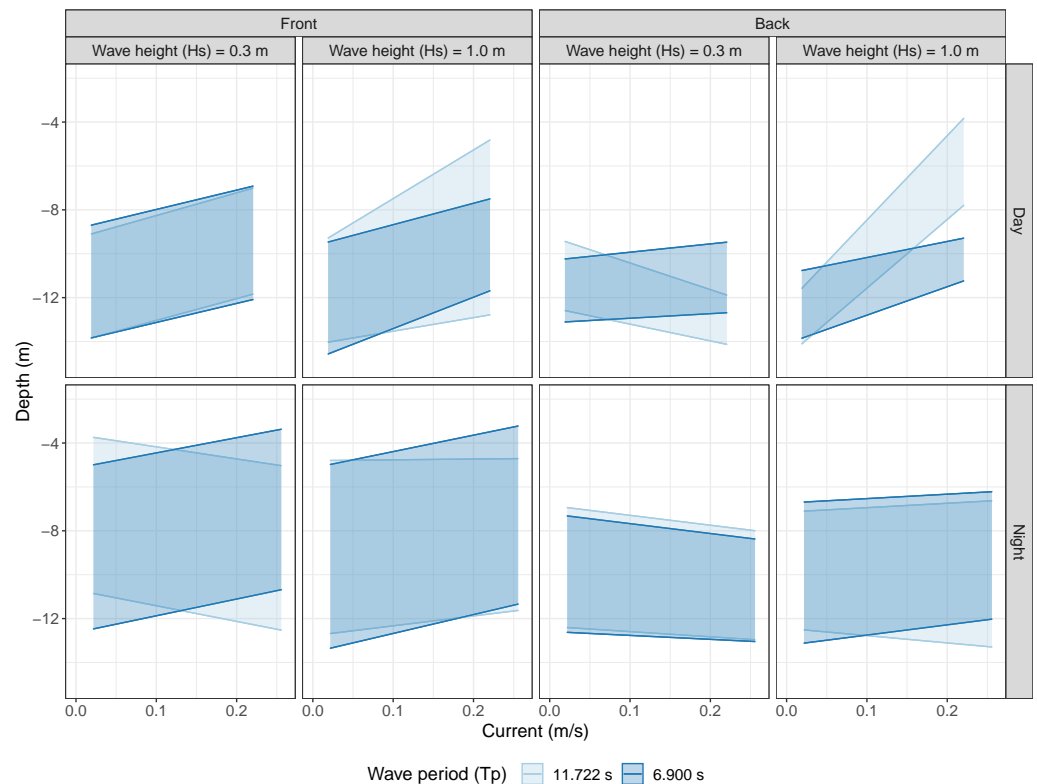 Front Back
Wave height (Hs) = 0.3 m Wave height (Hs) = 1.0 m Wave height (Hs) = 0.3 m Wave height (Hs) = 1.0 m
−4
−8
−12
Day
Depth (m)
−4
−8
−12
Night
0.0 0.1 0.2 0.0 0.1 0.2 0.0 0.1 0.2 0.0 0.1 0.2
Current (m/s)
Wave period (Tp) 11.722 s 6.900 s